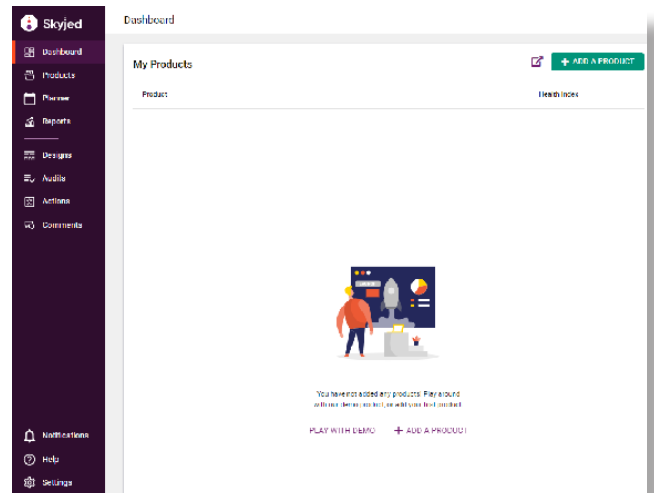 Skyjed
Dashboard
Dashboard
Products
Planner
Reports
Designs
Audits
Actions
Comments
Notifications
Help
Settings
My Products
+ ADD A PRODUCT
Product
Health Index
You have not added any products. Play around
with our demo product, or add your first product.
PLAY WITH DEMO
+ ADD A PRODUCT